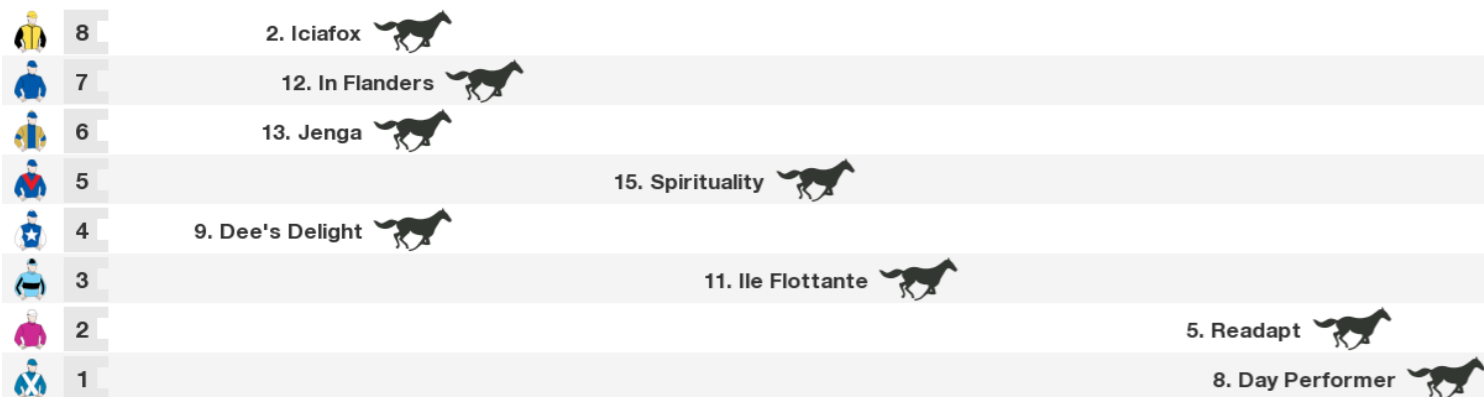 8 2. Iciafox
7 12. In Flanders
6 13. Jenga
5 15. Spirituality
4 9. Dee's Delight
3 11. Ile Flottante
2 5. Readapt
1 8. Day Performer